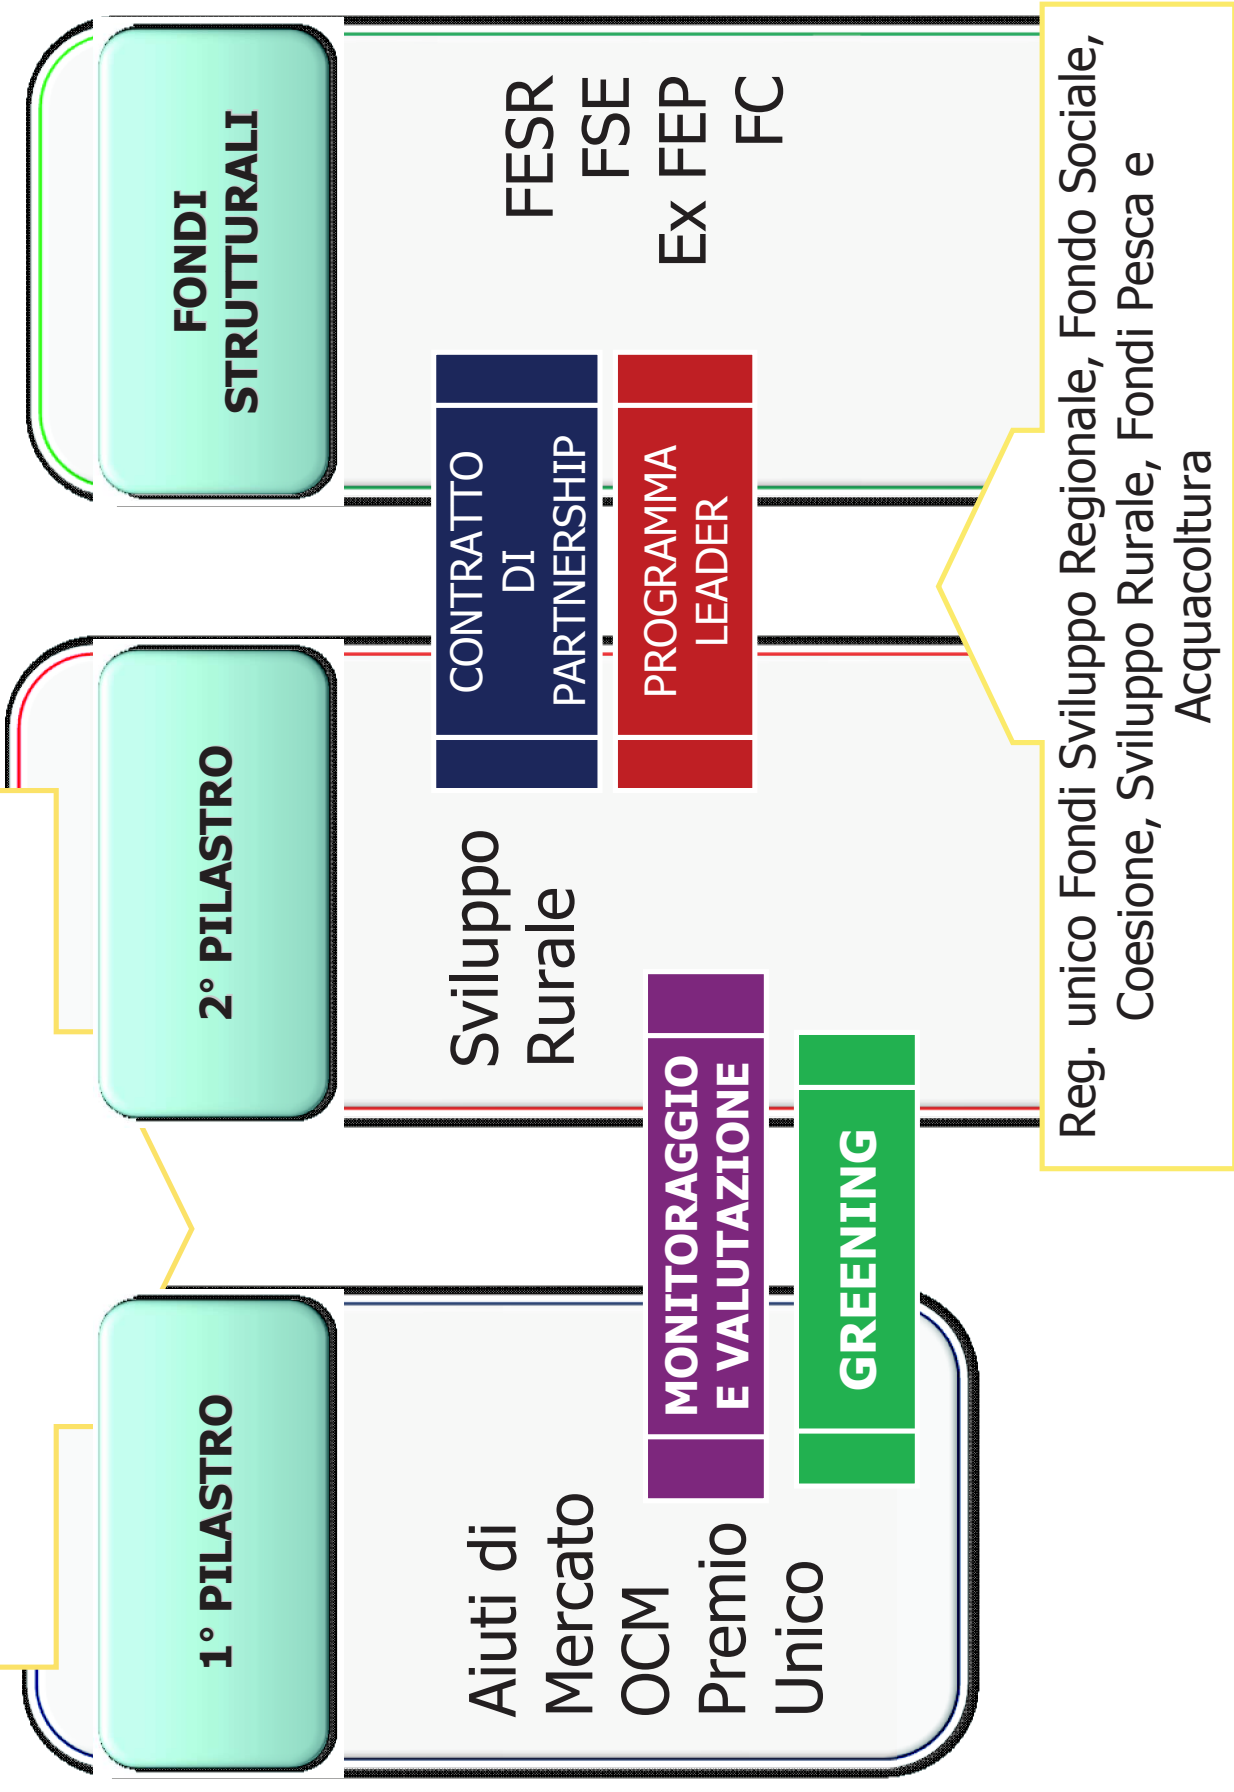 1° PILASTRO
Aiuti di
Mercato
OCM
Premio
Unico
MONITORAGGIO
E VALUTAZIONE
GREENING
2° PILASTRO
Sviluppo
Rurale
CONTRATTO
DI
PARTNERSHIP
PROGRAMMA
LEADER
FONDI
STRUTTURALI
FESR
FSE
Ex FEP
FC
Reg. unico Fondi Sviluppo Regionale, Fondo Sociale,
Coesione, Sviluppo Rurale, Fondi Pesca e
Acquacoltura